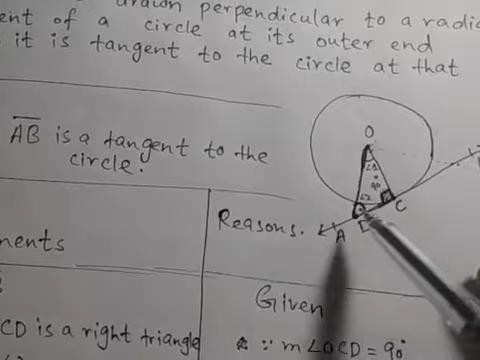 drawn perpendicular to a radi
ent of a circle at its outer end
it is tangent to the circle at that
AB is a tangent to the
circle.
O
C
A
Reasons.
ments
Given
CD is a right triangle
∵ m∠OCD = 90°